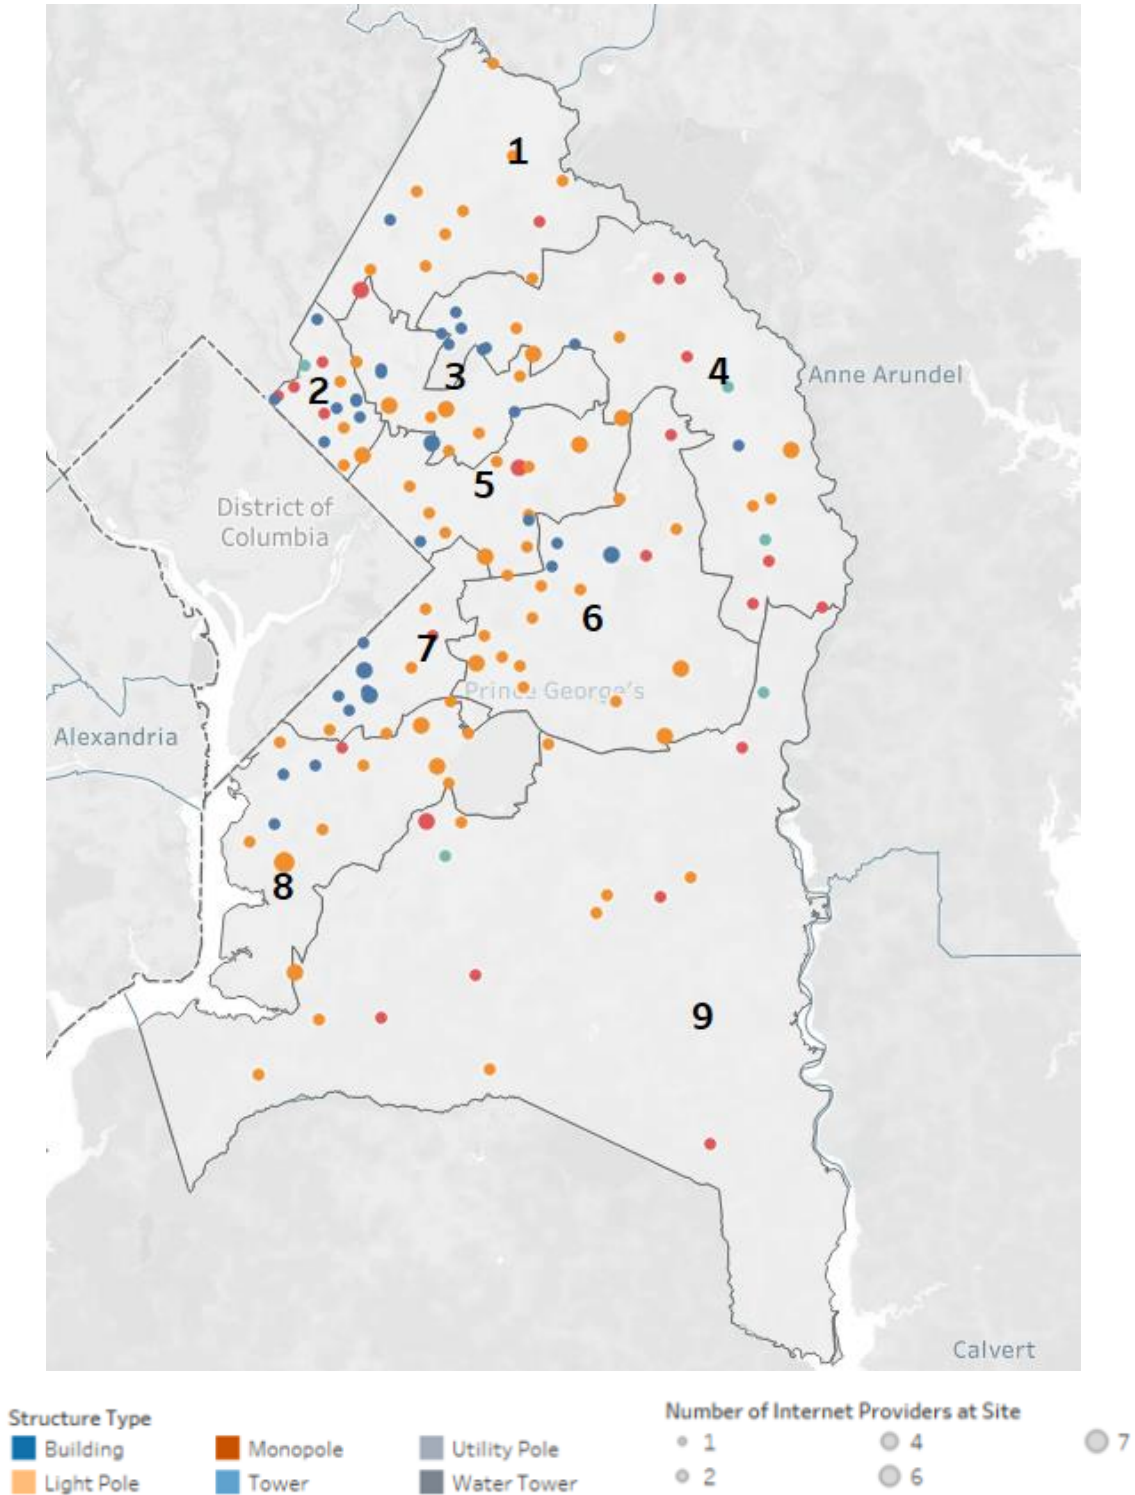 1
2
3
4
Anne Arundel
5
District of
Columbia
6
7
Prince George's
Alexandria
8
9
Calvert
Structure Type
Building
Monopole
Utility Pole
Light Pole
Tower
Water Tower
Number of Internet Providers at Site
1
4
7
2
6